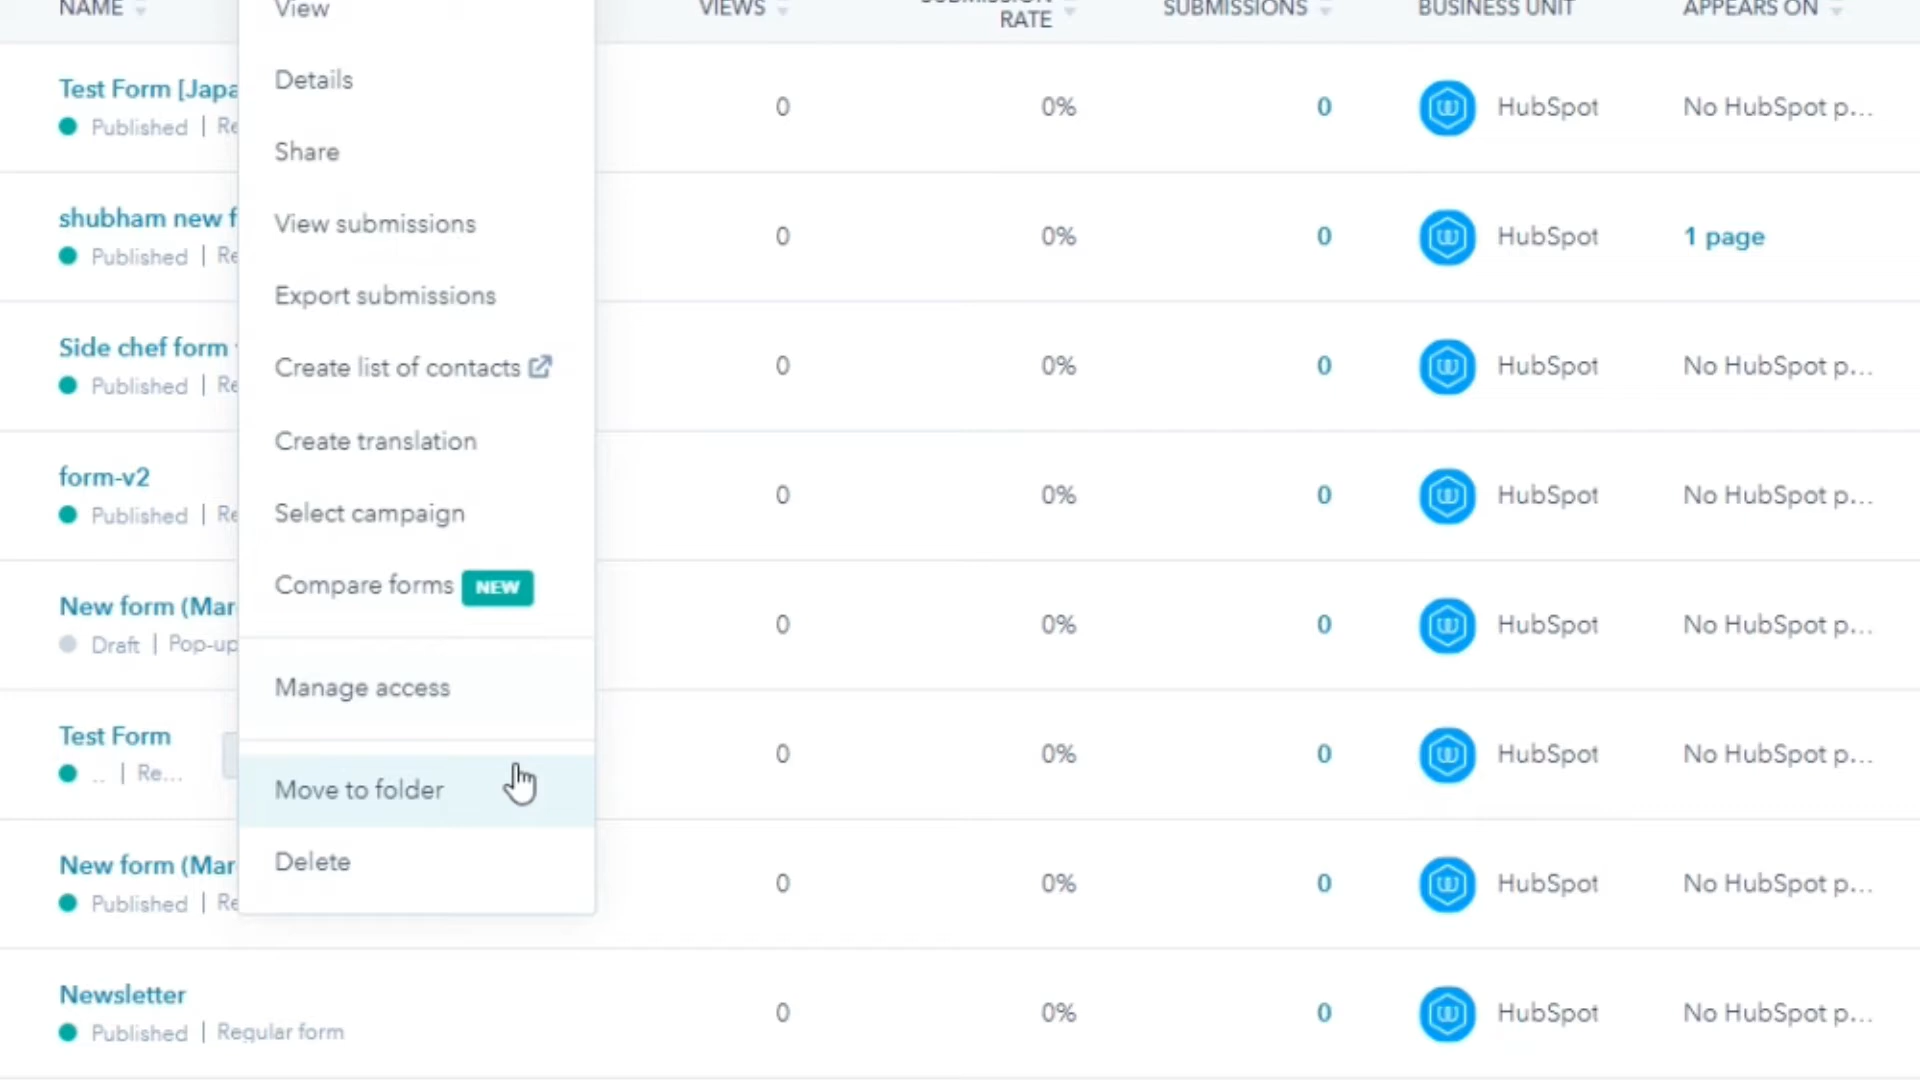 NAME
VIEWS
SUBMISSION
RATE
SUBMISSIONS
BUSINESS UNIT
APPEARS ON
View
Details
Share
View submissions
Export submissions
Create list of contacts
Create translation
Select campaign
Compare forms NEW
Manage access
Move to folder
Delete
Test Form [Japa
Published | Re
0 0% 0 HubSpot No HubSpot p...
shubham new f
Published | Re
0 0% 0 HubSpot 1 page
Side chef form
Published | Re
0 0% 0 HubSpot No HubSpot p...
form-v2
Published | Re
0 0% 0 HubSpot No HubSpot p...
New form (Mar
Draft | Pop-up
0 0% 0 HubSpot No HubSpot p...
Test Form
.. | Re...
0 0% 0 HubSpot No HubSpot p...
New form (Mar
Published | Re
0 0% 0 HubSpot No HubSpot p...
Newsletter
Published | Regular form
0 0% 0 HubSpot No HubSpot p...